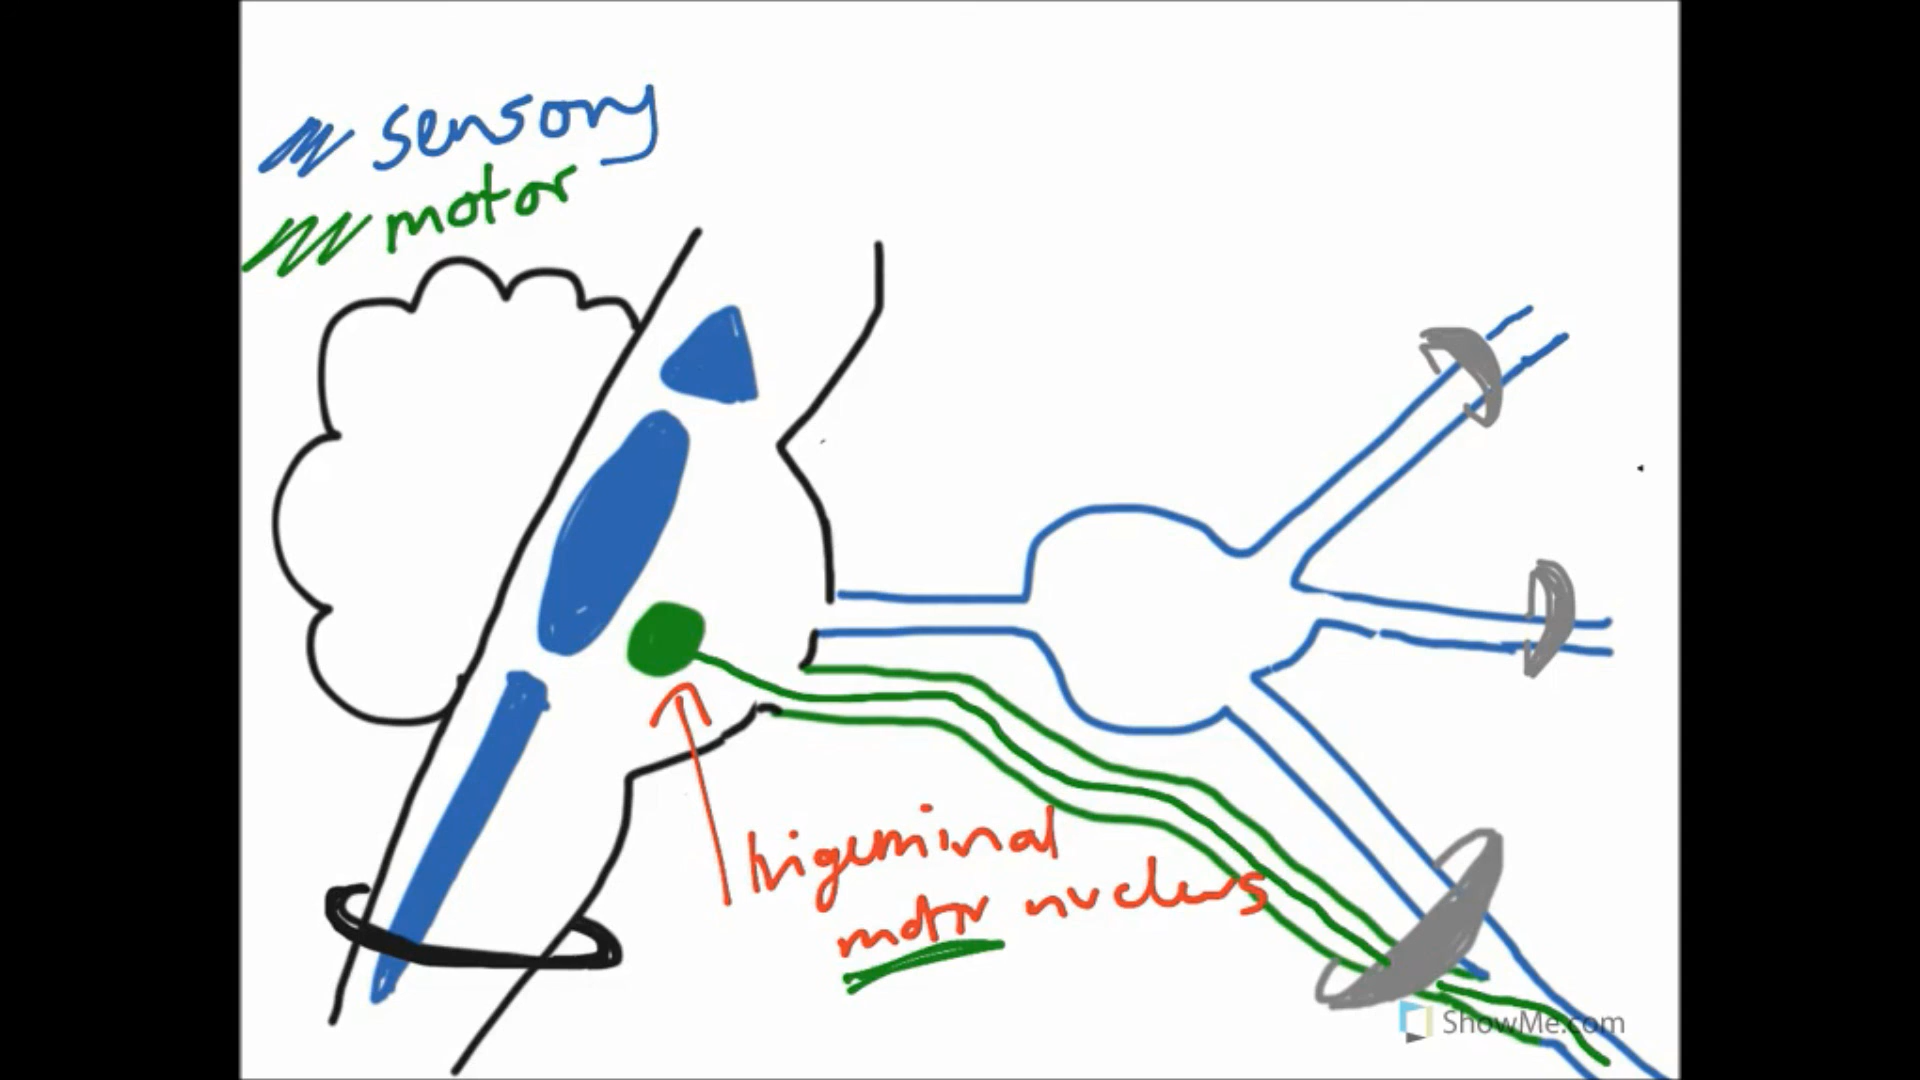 sensory
motor
trigeminal
motor nucleus
ShowMe.com